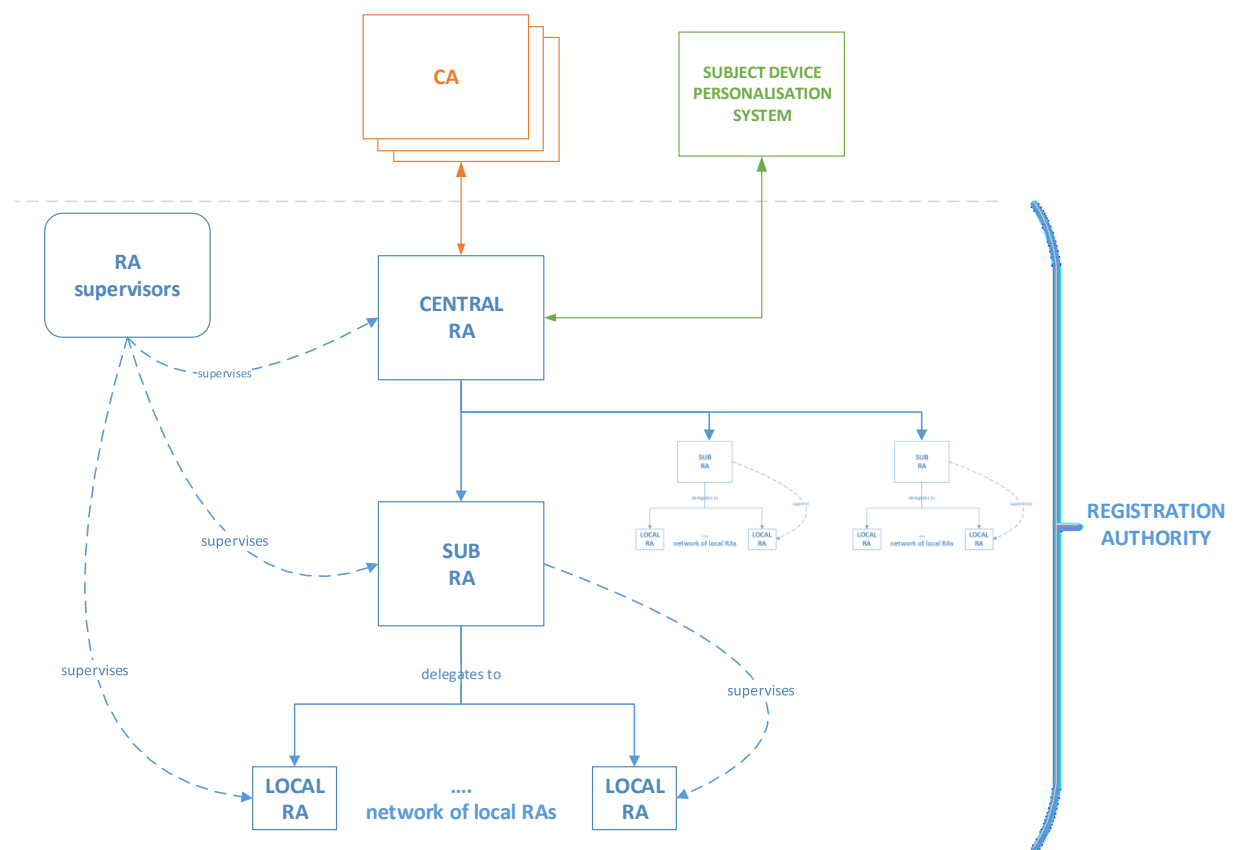 CA
SUBJECT DEVICE
PERSONALISATION
SYSTEM
RA
supervisors
CENTRAL
RA
supervises
SUB
RA
delegates to
LOCAL
RA
....
network of local RAs
LOCAL
RA
SUB
RA
delegates to
supervises
LOCAL
RA
....
network of local RAs
LOCAL
RA
REGISTRATION
AUTHORITY
supervises
SUB
RA
supervises
delegates to
supervises
LOCAL
RA
....
network of local RAs
LOCAL
RA